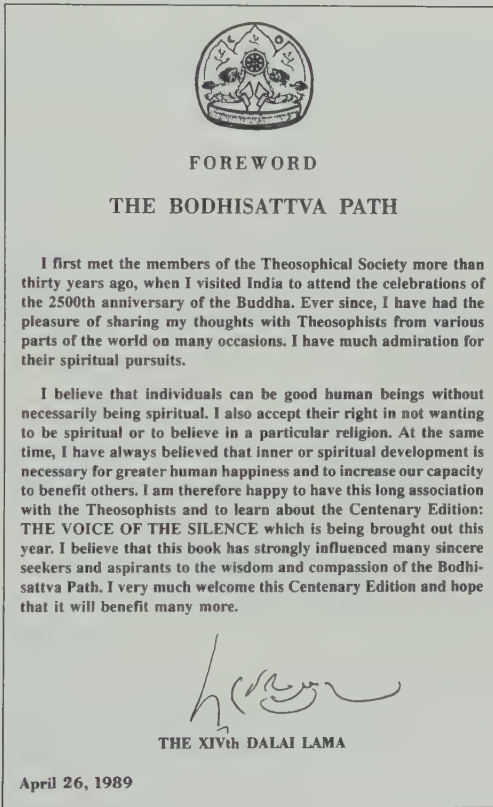 FOREWORD
THE BODHISATTVA PATH
I first met the members of the Theosophical Society more than
thirty years ago, when I visited India to attend the celebrations of
the 2500th anniversary of the Buddha. Ever since, I have had the
pleasure of sharing my thoughts with Theosophists from various
parts of the world on many occasions. I have much admiration for
their spiritual pursuits.
I believe that individuals can be good human beings without
necessarily being spiritual. I also accept their right in not wanting
to be spiritual or to believe in a particular religion. At the same
time, I have always believed that inner or spiritual development is
necessary for greater human happiness and to increase our capacity
to benefit others. I am therefore happy to have this long association
with the Theosophists and to learn about the Centenary Edition:
THE VOICE OF THE SILENCE which is being brought out this
year. I believe that this book has strongly influenced many sincere
seekers and aspirants to the wisdom and compassion of the Bodhi-
sattva Path. I very much welcome this Centenary Edition and hope
that it will benefit many more.
THE XIVth DALAI LAMA
April 26, 1989